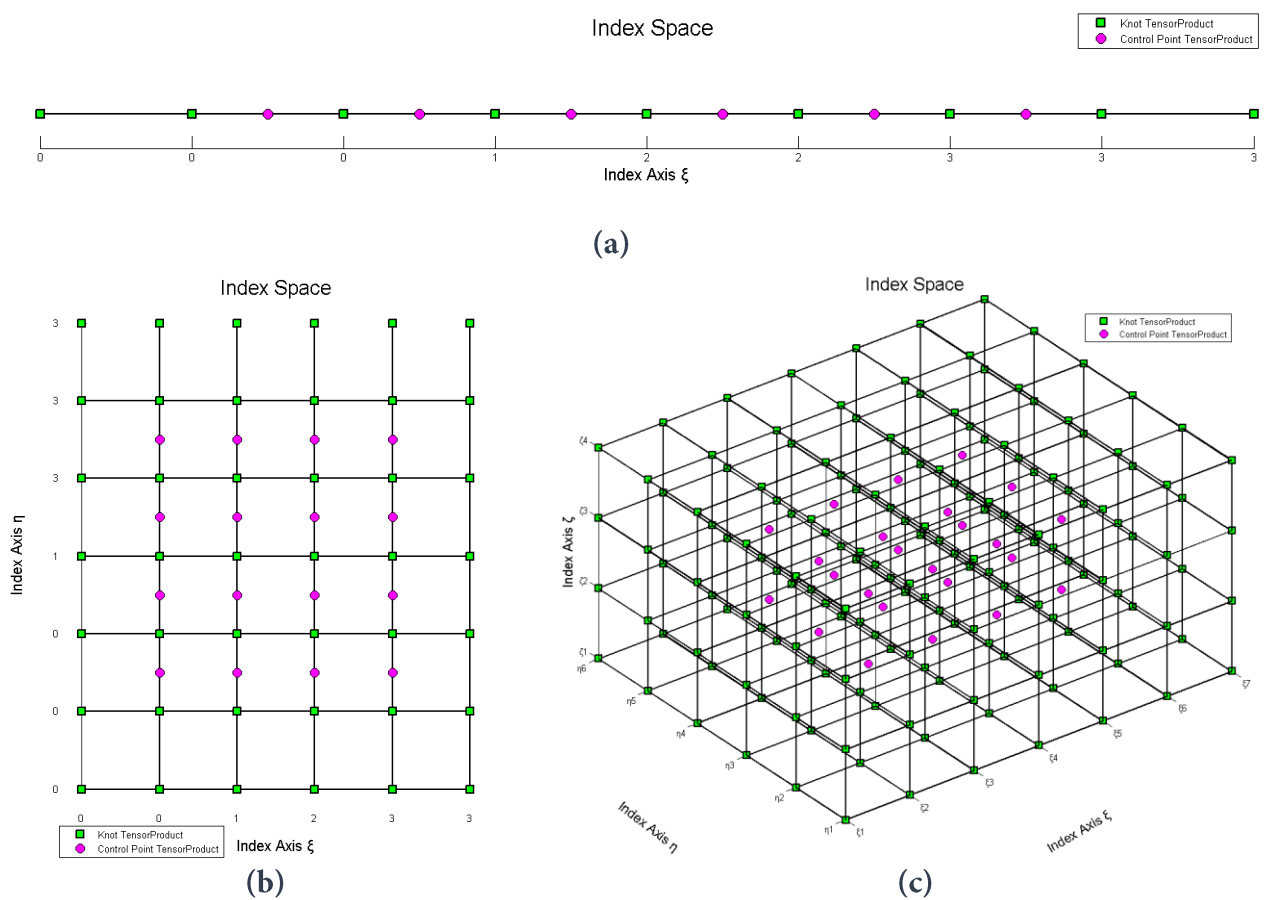 Index Space
Knot TensorProduct
Control Point TensorProduct
0 0 0 1 2 2 3 3 3
Index Axis ξ
(a)
Index Space
3
3
3
1
0
0
0
Index Axis η
0 0 1 2 3 3
Knot TensorProduct
Control Point TensorProduct
Index Axis ξ
(b)
Index Space
Knot TensorProduct
Control Point TensorProduct
ζ4
ζ3
ζ2
ζ1
Index Axis ζ
η6
η5
η4
η3
η2
η1
Index Axis η
ξ1
ξ2
ξ3
ξ4
ξ5
ξ6
ξ7
Index Axis ξ
(c)